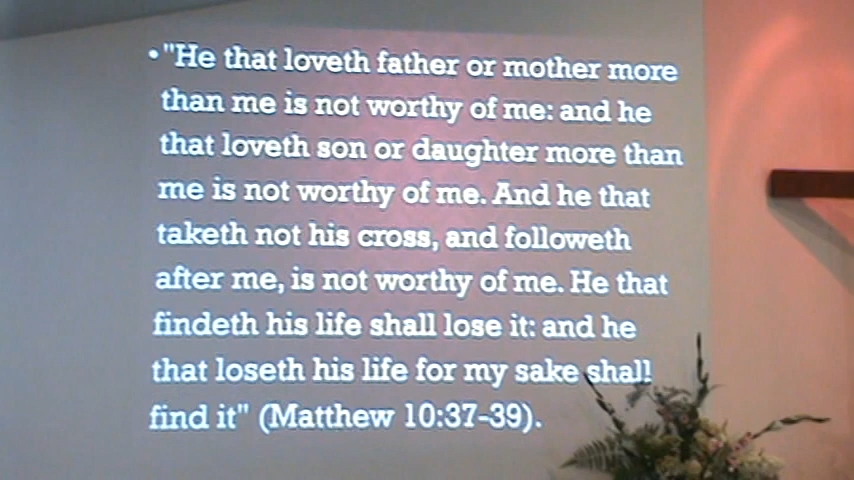 •"He that loveth father or mother more
than me is not worthy of me: and he
that loveth son or daughter more than
me is not worthy of me. And he that
taketh not his cross, and followeth
after me, is not worthy of me. He that
findeth his life shall lose it: and he
that loseth his life for my sake shall
find it" (Matthew 10:37-39).